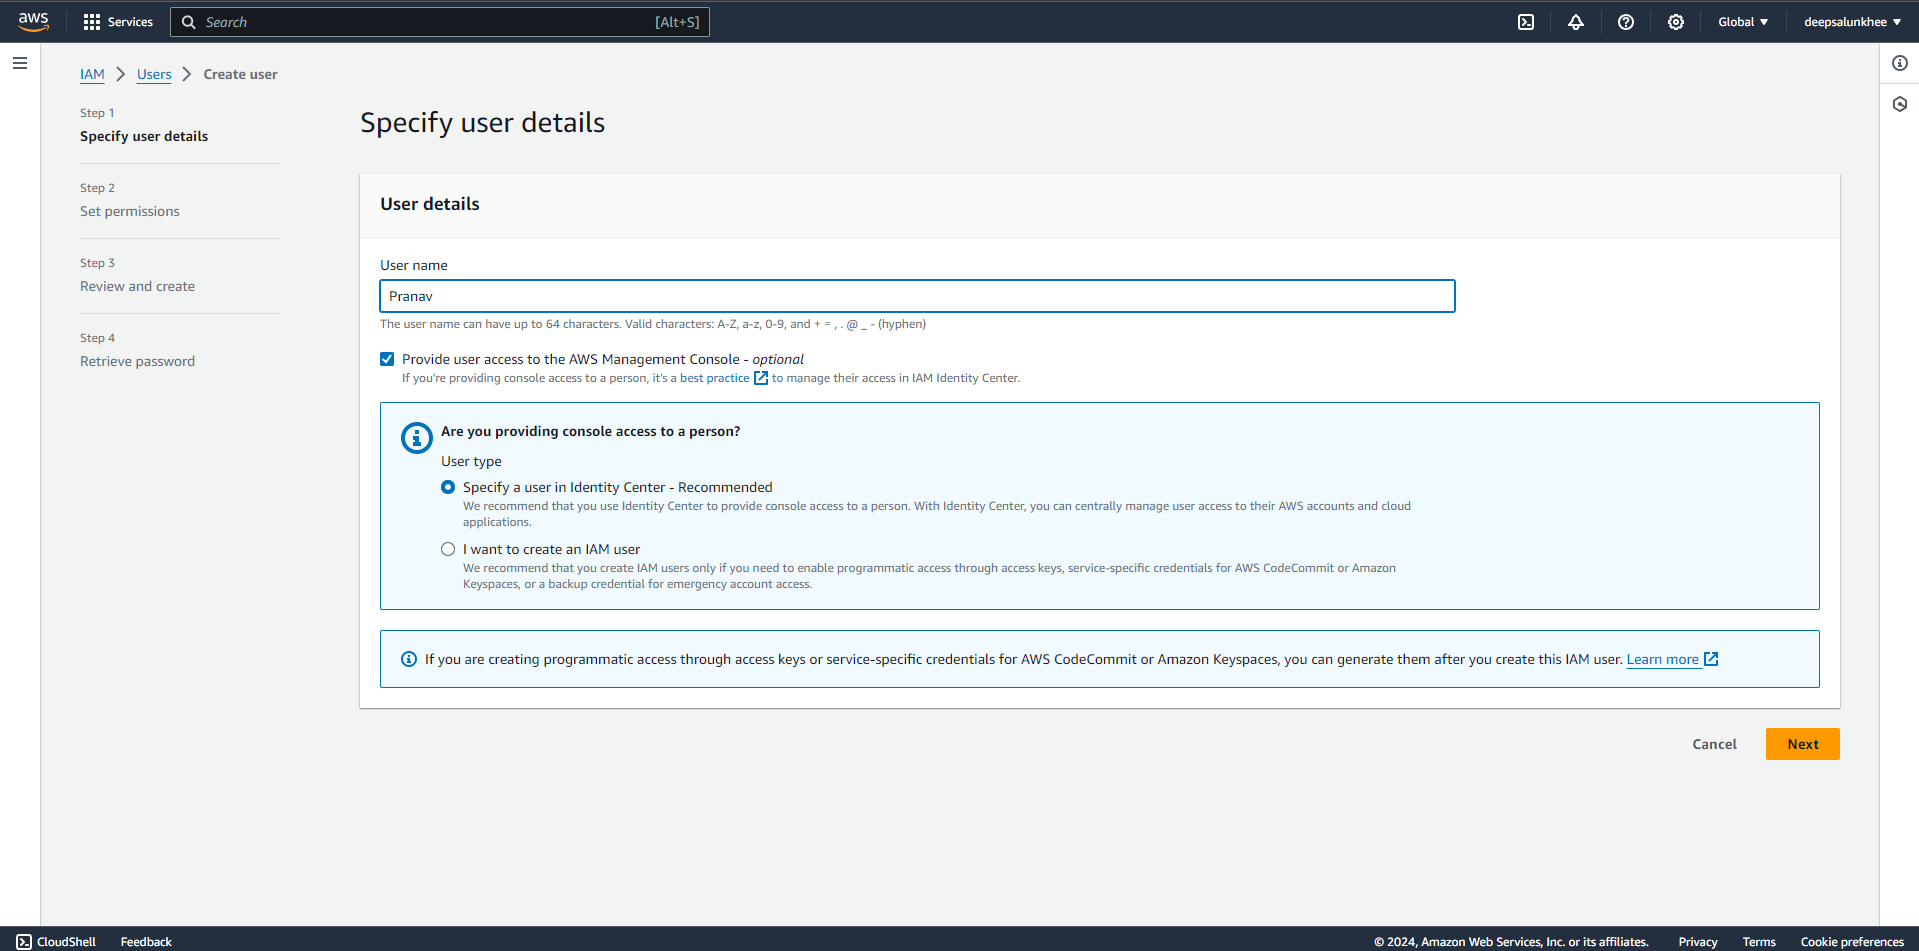 aws Services Search [Alt+S] Global deepsalunkhee
IAM Users Create user
Step 1
Specify user details
Step 2
Set permissions
Step 3
Review and create
Step 4
Retrieve password
Specify user details
User details
User name
Pranav
The user name can have up to 64 characters. Valid characters: A-Z, a-z, 0-9, and + = , . @ _ - (hyphen)
Provide user access to the AWS Management Console - optional
If you're providing console access to a person, it's a best practice to manage their access in IAM Identity Center.
Are you providing console access to a person?
User type
Specify a user in Identity Center - Recommended
We recommend that you use Identity Center to provide console access to a person. With Identity Center, you can centrally manage user access to their AWS accounts and cloud
applications.
I want to create an IAM user
We recommend that you create IAM users only if you need to enable programmatic access through access keys, service-specific credentials for AWS CodeCommit or Amazon
Keyspaces, or a backup credential for emergency account access.
If you are creating programmatic access through access keys or service-specific credentials for AWS CodeCommit or Amazon Keyspaces, you can generate them after you create this IAM user. Learn more
Cancel Next
CloudShell Feedback © 2024, Amazon Web Services, Inc. or its affiliates. Privacy Terms Cookie preferences